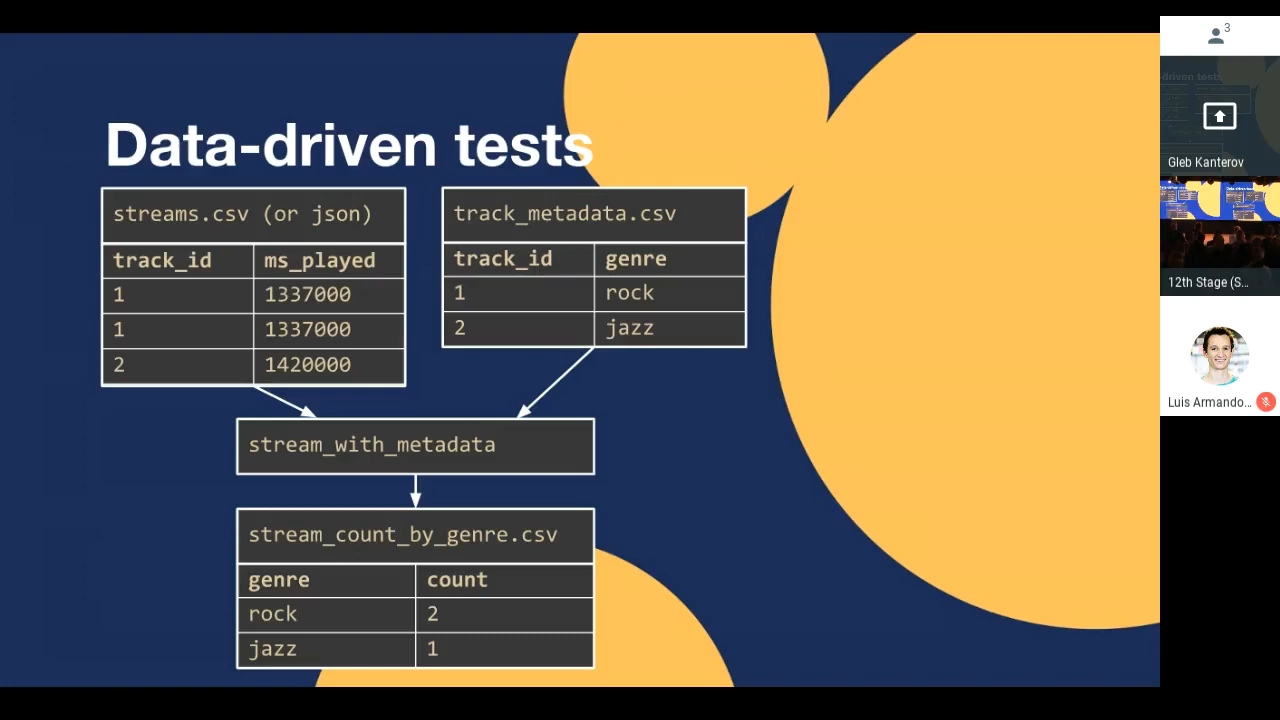 Data-driven tests
streams.csv (or json)
track_id ms_played
1 1337000
1 1337000
2 1420000
track_metadata.csv
track_id genre
1 rock
2 jazz
stream_with_metadata
stream_count_by_genre.csv
genre count
rock 2
jazz 1
3
Gleb Kanterov
12th Stage (S...
Luis Armando...